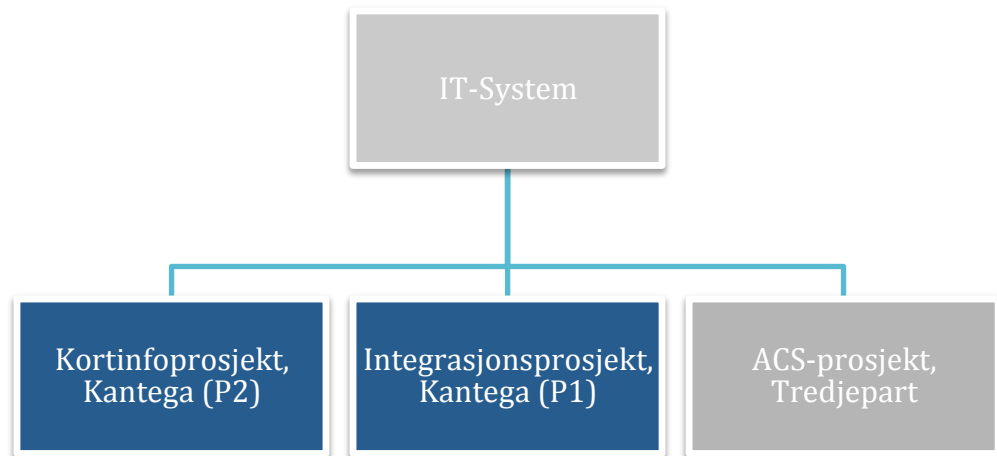 IT-System
Kortinfoprosjekt,
Kantega (P2)
Integrasjonsprosjekt,
Kantega (P1)
ACS-prosjekt,
Tredjepart